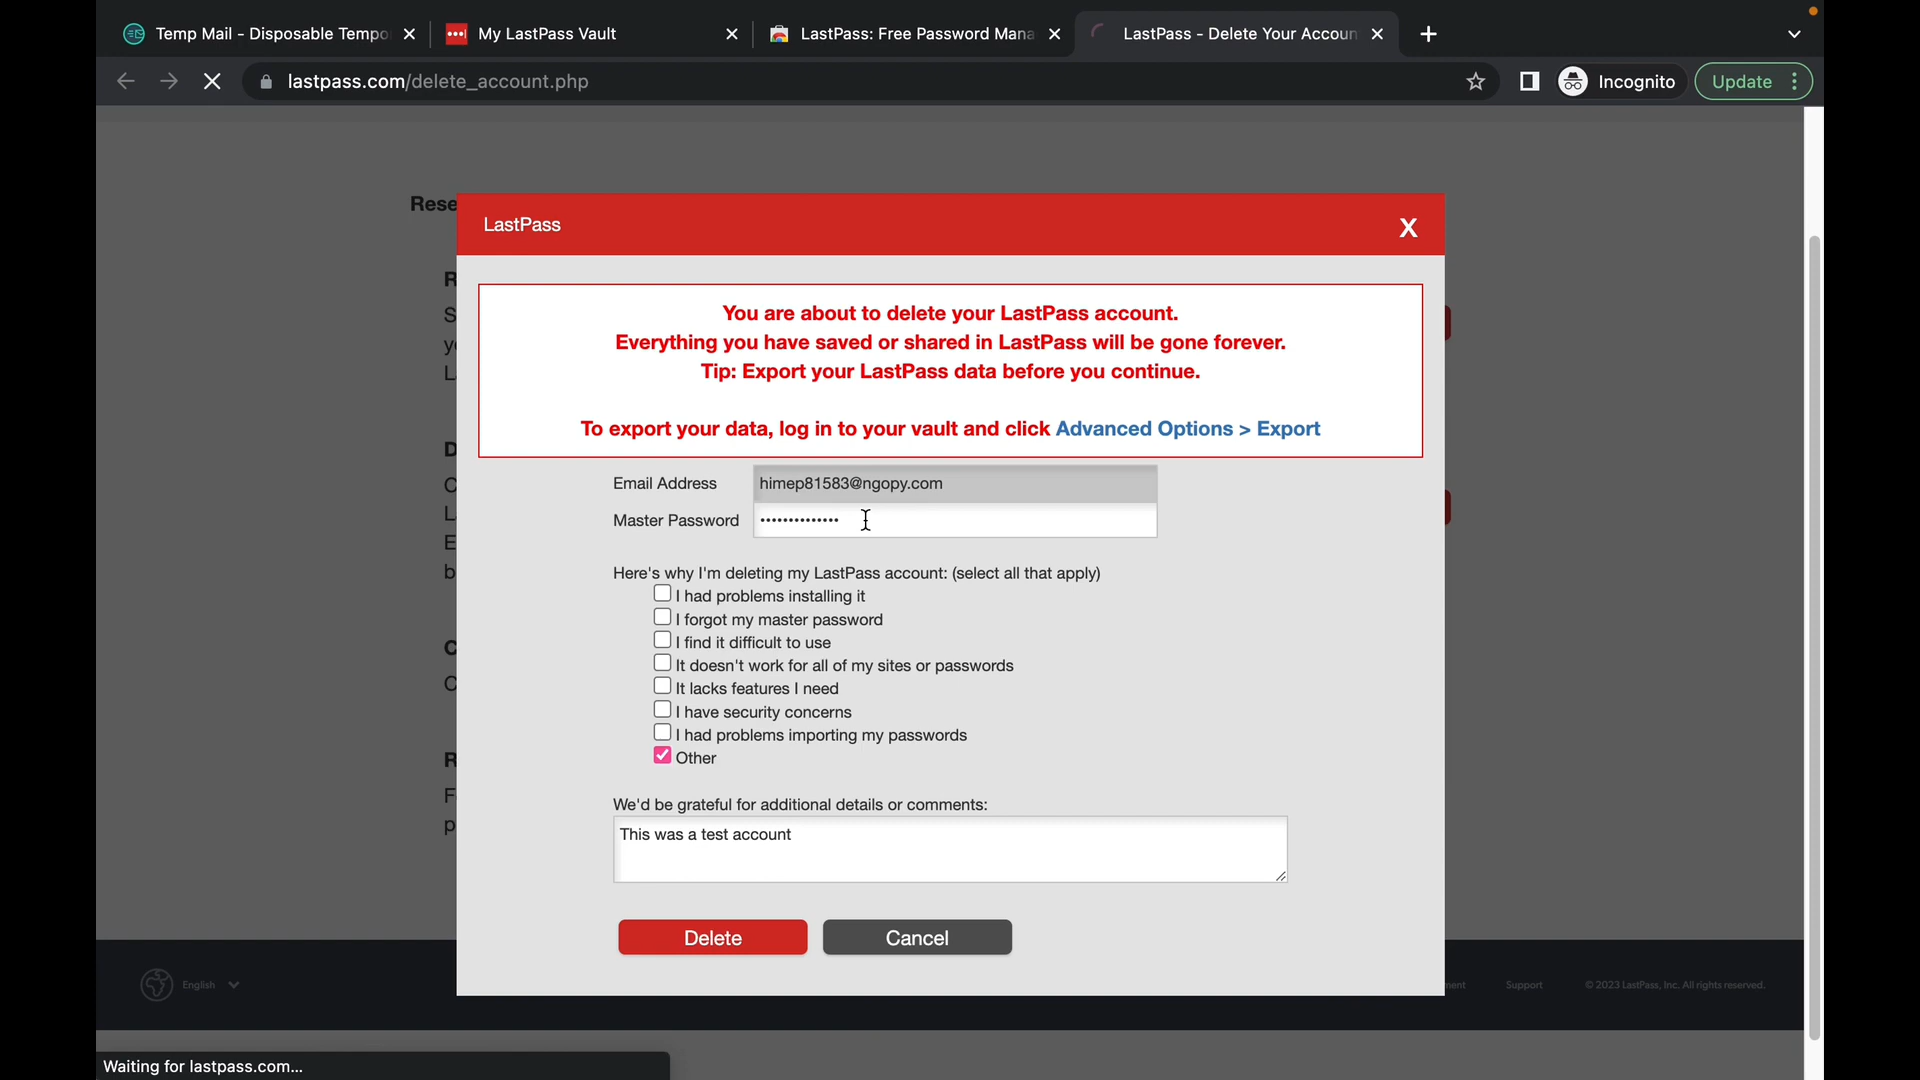 Temp Mail - Disposable Tempo
My LastPass Vault
LastPass: Free Password Mana
LastPass - Delete Your Accoun
lastpass.com/delete_account.php
Incognito
Update
Rese
LastPass
X
You are about to delete your LastPass account.
Everything you have saved or shared in LastPass will be gone forever.
Tip: Export your LastPass data before you continue.
To export your data, log in to your vault and click Advanced Options > Export
Email Address
himep81583@ngopy.com
Master Password
••••••••••••••
Here's why I'm deleting my LastPass account: (select all that apply)
I had problems installing it
I forgot my master password
I find it difficult to use
It doesn't work for all of my sites or passwords
It lacks features I need
I have security concerns
I had problems importing my passwords
Other
We'd be grateful for additional details or comments:
This was a test account
Delete
Cancel
English
ment
Support
© 2023 LastPass, Inc. All rights reserved.
Waiting for lastpass.com...